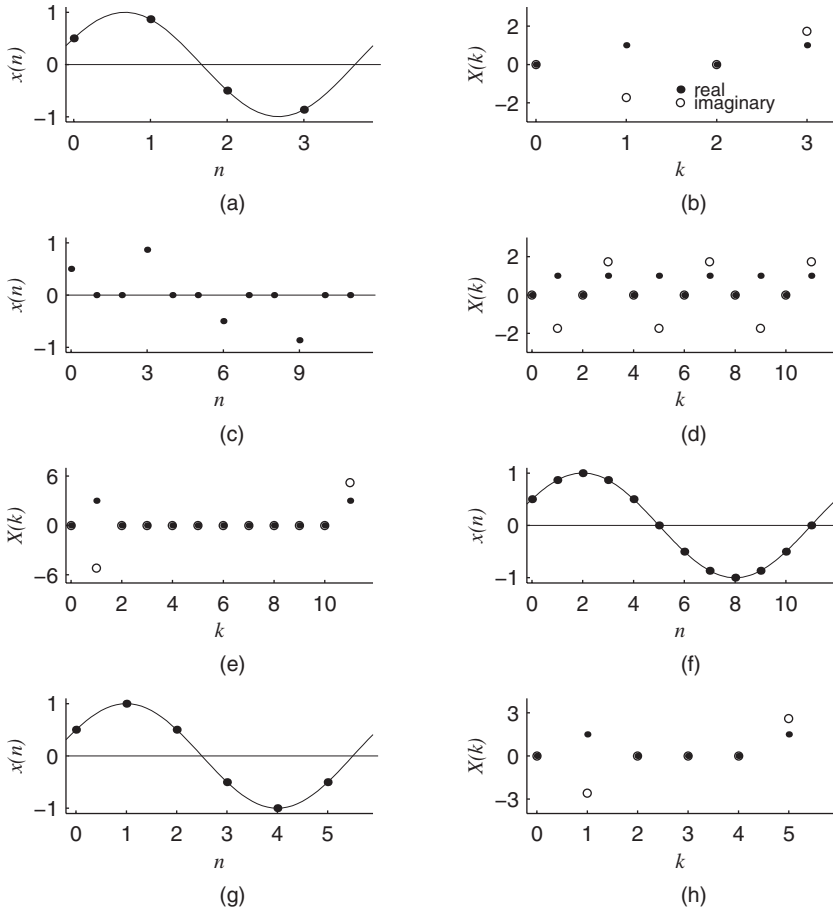 x(n)
1
0
−1
0 1 2 3
n
(a)
X(k)
2
0
−2
real
imaginary
0 1 2 3
k
(b)
x(n)
1
0
−1
0 3 6 9
n
(c)
X(k)
2
0
−2
0 2 4 6 8 10
k
(d)
X(k)
6
0
−6
0 2 4 6 8 10
k
(e)
x(n)
1
0
−1
0 2 4 6 8 10
n
(f)
x(n)
1
0
−1
0 1 2 3 4 5
n
(g)
X(k)
3
0
−3
0 1 2 3 4 5
k
(h)